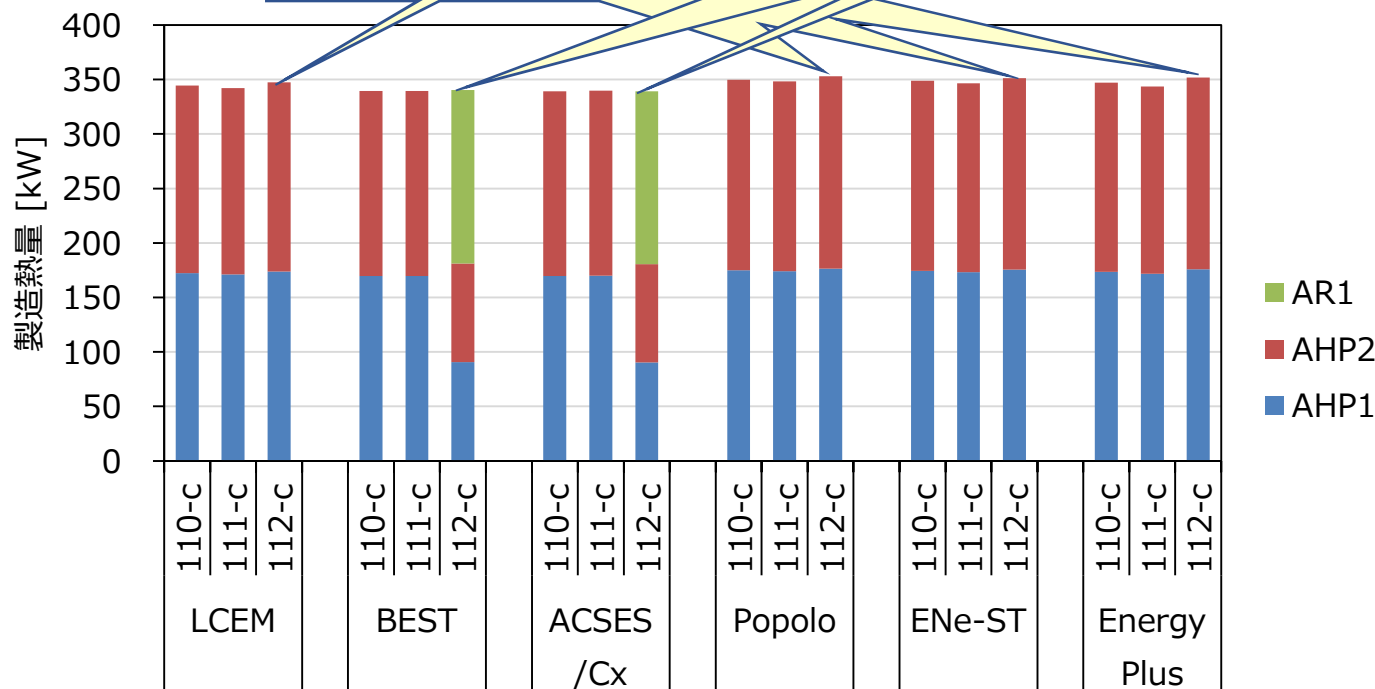 400
350
300
250
200
150
100
50
0
製造熱量 [kW]
AR1
AHP2
AHP1
110-c 111-c 112-c 110-c 111-c 112-c 110-c 111-c 112-c 110-c 111-c 112-c 110-c 111-c 112-c 110-c 111-c 112-c
LCEM BEST ACSES Popolo ENe-ST Energy
/Cx Plus